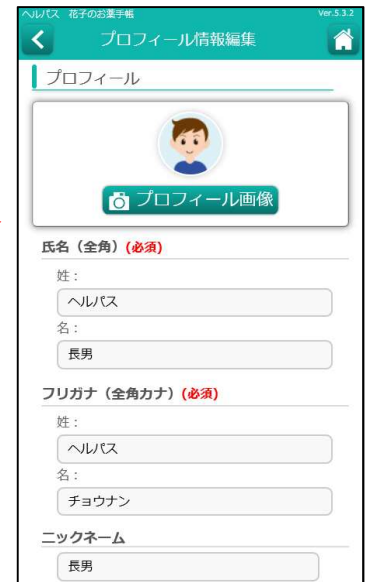 ヘルパス 花子のお薬手帳 Ver.5.3.2
プロフィール情報編集
プロフィール
プロフィール画像
氏名（全角）(必須)
姓：
ヘルパス
名：
長男
フリガナ（全角カナ）(必須)
姓：
ヘルパス
名：
チョウナン
ニックネーム
長男